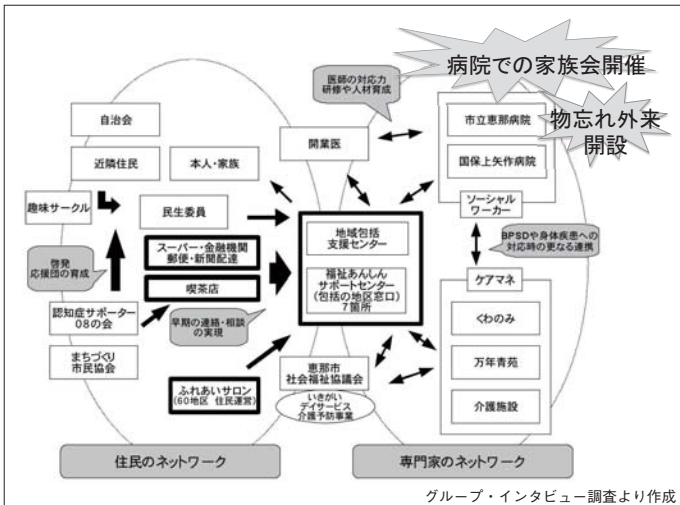 病院での家族会開催
物忘れ外来
開設
医師の対応力
研修や人材育成
自治会
近隣住民
本人・家族
開業医
市立恵那病院
国保上矢作病院
ソーシャル
ワーカー
趣味サークル
民生委員
地域包括
支援センター
BPSDや身体疾患への
対応時の更なる連携
啓発
応援団の育成
スーパー・金融機関
郵便・新聞配達
喫茶店
福祉あんしん
サポートセンター
(包括の地区窓口)
7箇所
ケアマネ
くわのみ
認知症サポーター
08の会
早期の連絡・相談
の実現
万年青苑
まちづくり
市民協会
恵那市
社会福祉協議会
介護施設
ふれあいサロン
(60地区 住民運営)
いきがい
デイサービス
介護予防事業
住民のネットワーク
専門家のネットワーク
グループ・インタビュー調査より作成